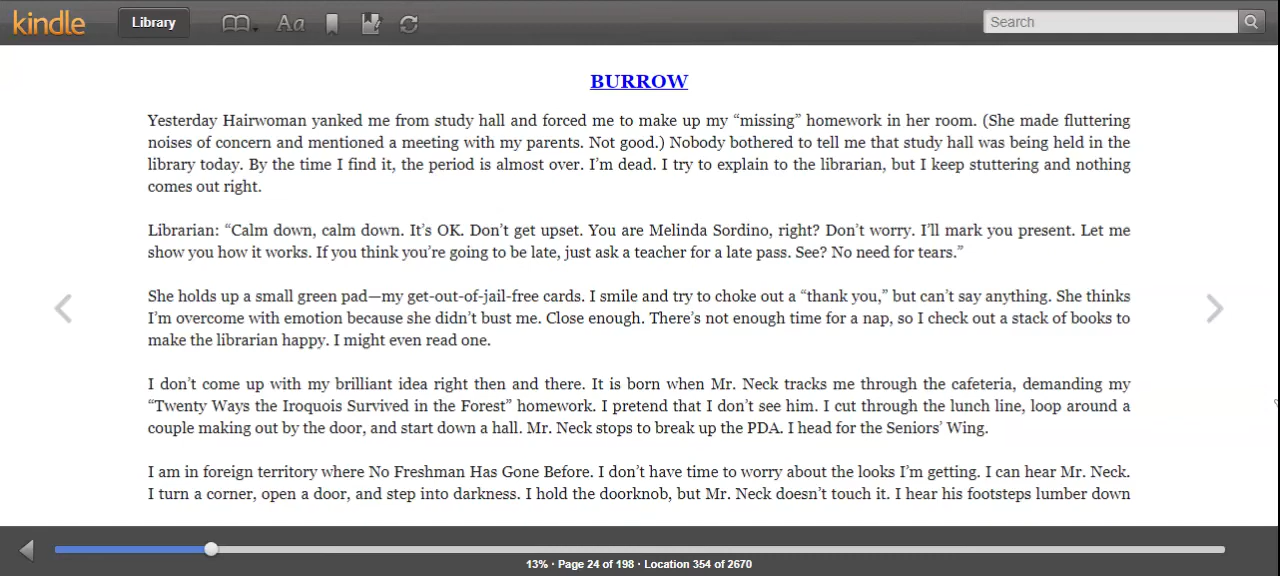 kindle Library Aa Search
BURROW
Yesterday Hairwoman yanked me from study hall and forced me to make up my “missing” homework in her room. (She made fluttering
noises of concern and mentioned a meeting with my parents. Not good.) Nobody bothered to tell me that study hall was being held in the
library today. By the time I find it, the period is almost over. I’m dead. I try to explain to the librarian, but I keep stuttering and nothing
comes out right.
Librarian: “Calm down, calm down. It’s OK. Don’t get upset. You are Melinda Sordino, right? Don’t worry. I’ll mark you present. Let me
show you how it works. If you think you’re going to be late, just ask a teacher for a late pass. See? No need for tears.”
She holds up a small green pad—my get-out-of-jail-free cards. I smile and try to choke out a “thank you,” but can’t say anything. She thinks
I’m overcome with emotion because she didn’t bust me. Close enough. There’s not enough time for a nap, so I check out a stack of books to
make the librarian happy. I might even read one.
I don’t come up with my brilliant idea right then and there. It is born when Mr. Neck tracks me through the cafeteria, demanding my
“Twenty Ways the Iroquois Survived in the Forest” homework. I pretend that I don’t see him. I cut through the lunch line, loop around a
couple making out by the door, and start down a hall. Mr. Neck stops to break up the PDA. I head for the Seniors’ Wing.
I am in foreign territory where No Freshman Has Gone Before. I don’t have time to worry about the looks I’m getting. I can hear Mr. Neck.
I turn a corner, open a door, and step into darkness. I hold the doorknob, but Mr. Neck doesn’t touch it. I hear his footsteps lumber down
13% · Page 24 of 198 · Location 354 of 2670